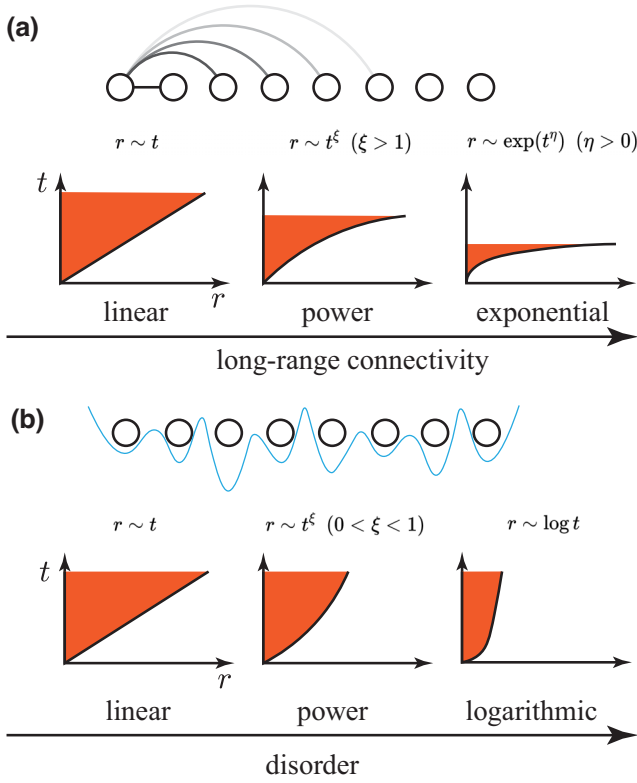 (a)
r ~ t
r ~ t^ξ (ξ > 1)
r ~ exp(t^η) (η > 0)
t
r
linear
power
exponential
long-range connectivity
(b)
r ~ t
r ~ t^ξ (0 < ξ < 1)
r ~ log t
t
r
linear
power
logarithmic
disorder